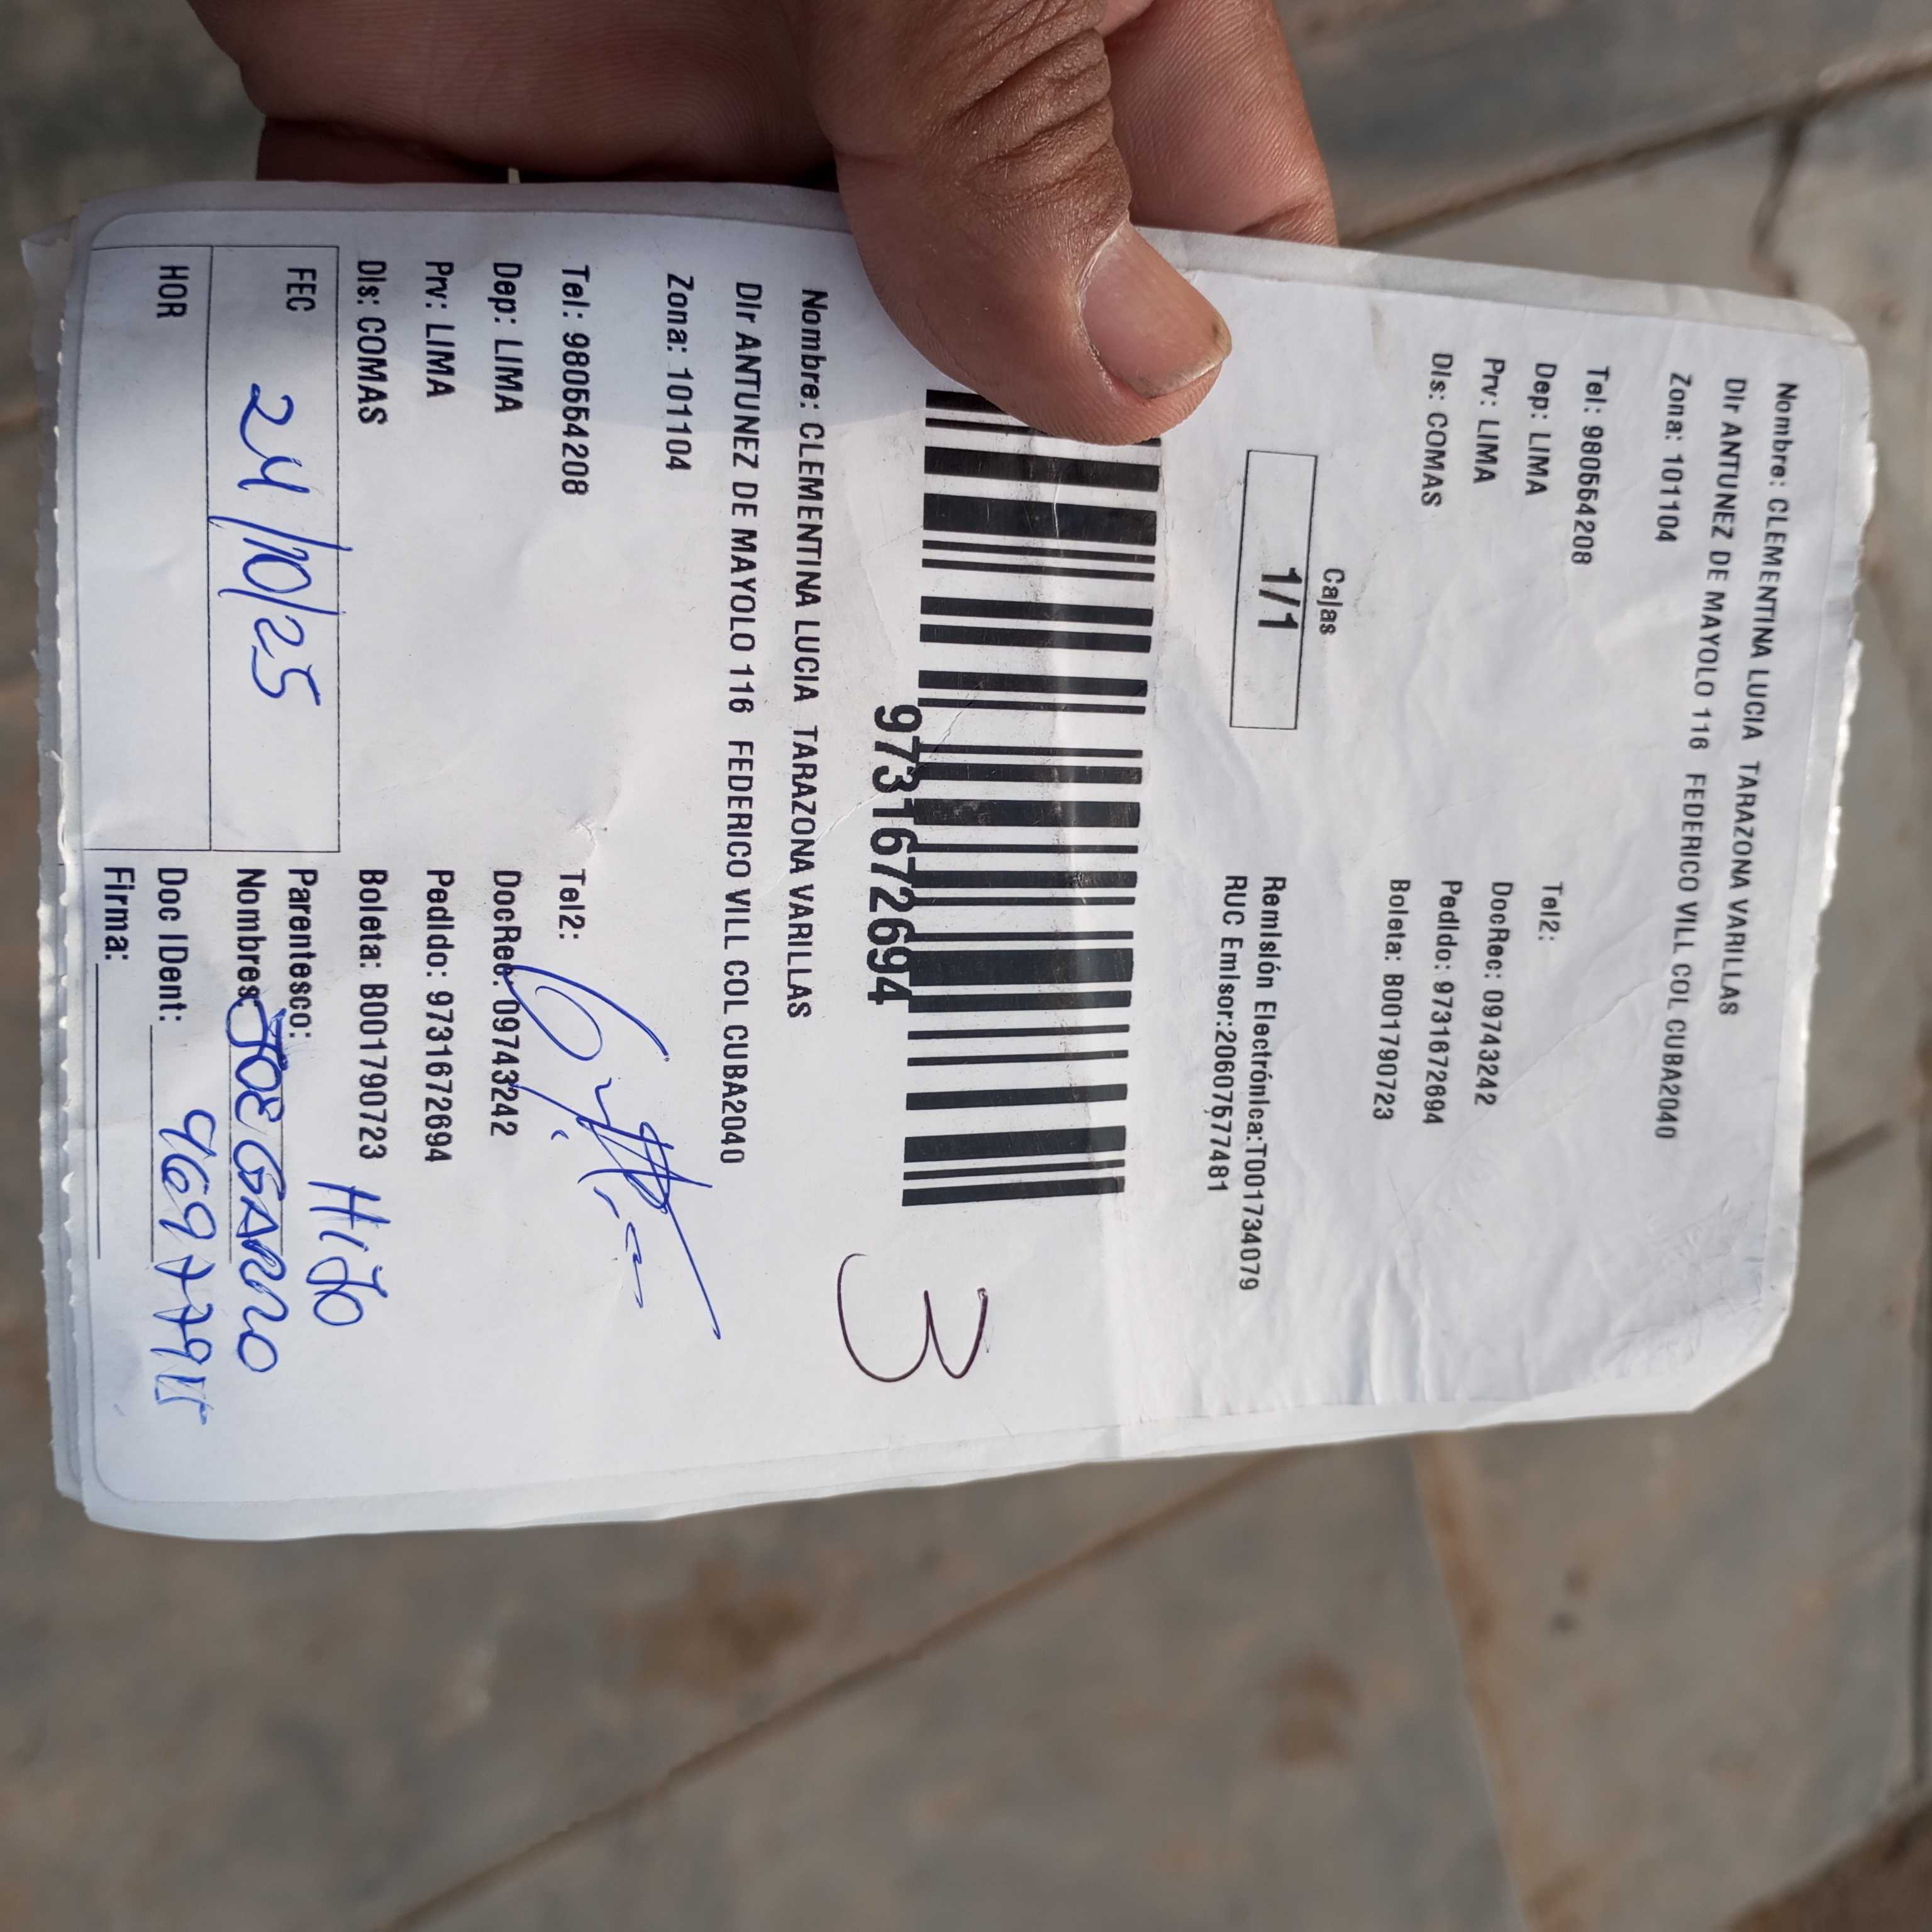 Nombre: CLEMENTINA LUCIA TARAZONA VARILLAS
Dir ANTUNEZ DE MAYOLO 116 FEDERICO VILL COL CUBA2040
Zona: 101104
Tel: 980554208 Tel2:
Dep: LIMA DocRec: 09743242
Prv: LIMA Pedido: 9731672694
Dis: COMAS Boleta: B001790723
Cajas
1/1
Remisión Electrónica:T001734079
RUC Emisor:20607577481
9731672694
3
Nombre: CLEMENTINA LUCIA TARAZONA VARILLAS
Dir ANTUNEZ DE MAYOLO 116 FEDERICO VILL COL CUBA2040
Zona: 101104
Tel: 980554208 Tel2:
Dep: LIMA DocRec: 09743242
Prv: LIMA Pedido: 9731672694
Dis: COMAS Boleta: B001790723
FEC 24/10/25 Parentesco: HIJO
Nombres JOE GARRO
HOR Doc IDent:
Firma: